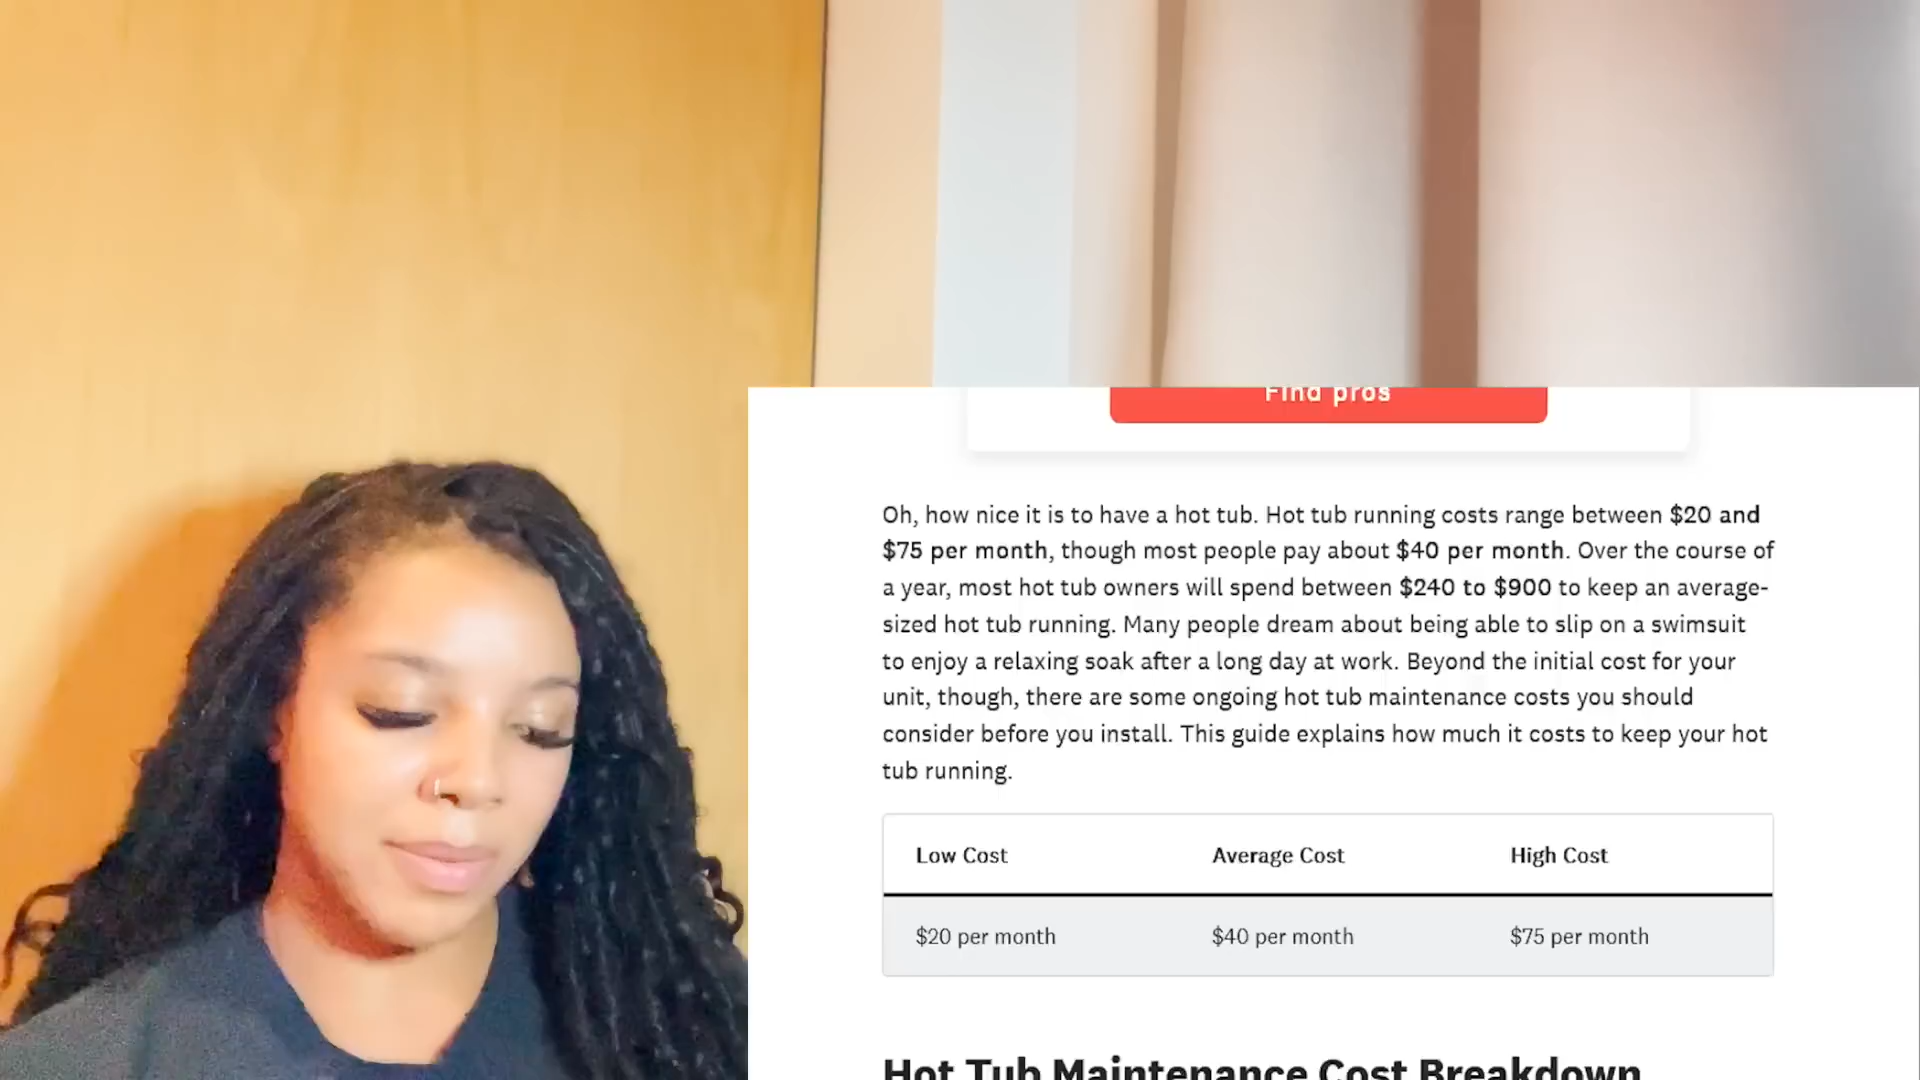 Find pros
Oh, how nice it is to have a hot tub. Hot tub running costs range between $20 and
$75 per month, though most people pay about $40 per month. Over the course of
a year, most hot tub owners will spend between $240 to $900 to keep an average-
sized hot tub running. Many people dream about being able to slip on a swimsuit
to enjoy a relaxing soak after a long day at work. Beyond the initial cost for your
unit, though, there are some ongoing hot tub maintenance costs you should
consider before you install. This guide explains how much it costs to keep your hot
tub running.
Low Cost Average Cost High Cost
$20 per month $40 per month $75 per month
Hot Tub Maintenance Cost Breakdown